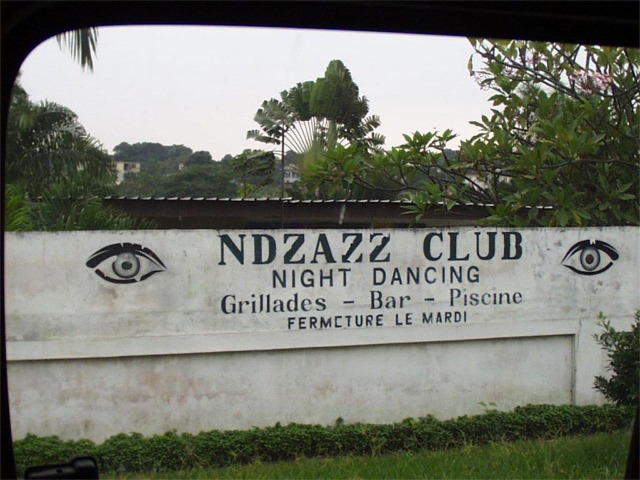 NDZAZZ CLUB
NIGHT DANCING
Grillades - Bar - Piscine
FERMETURE LE MARDI